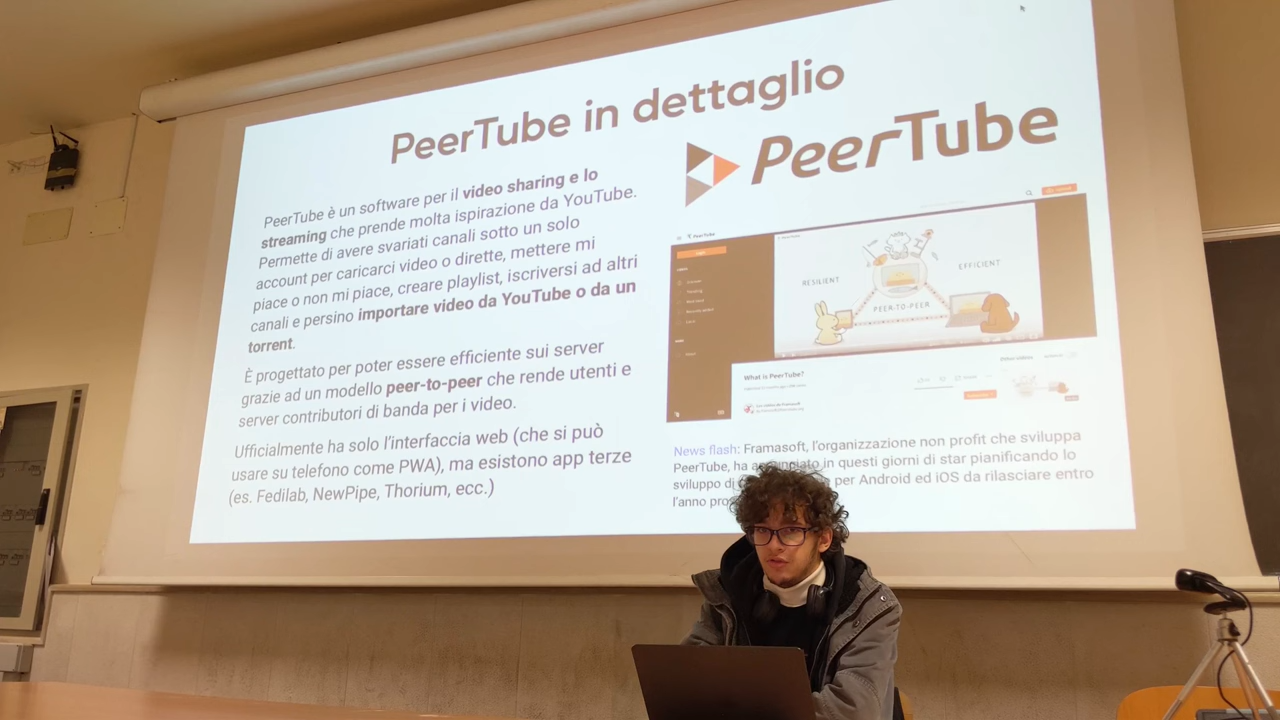 PeerTube in dettaglio
PeerTube è un software per il video sharing e lo
streaming che prende molta ispirazione da YouTube.
Permette di avere svariati canali sotto un solo
account per caricarci video o dirette, mettere mi
piace o non mi piace, creare playlist, iscriversi ad altri
canali e persino importare video da YouTube o da un
torrent.
È progettato per poter essere efficiente sui server
grazie ad un modello peer-to-peer che rende utenti e
server contributori di banda per i video.
Ufficialmente ha solo l'interfaccia web (che si può
usare su telefono come PWA), ma esistono app terze
(es. Fedilab, NewPipe, Thorium, ecc.)
PeerTube
PeerTube
RESILIENT
EFFICIENT
PEER-TO-PEER
What is PeerTube?
Other videos
News flash: Framasoft, l'organizzazione non profit che sviluppa
PeerTube, ha in questi giorni di star pianificando lo
sviluppo di per Android ed iOS da rilasciare entro
l'anno